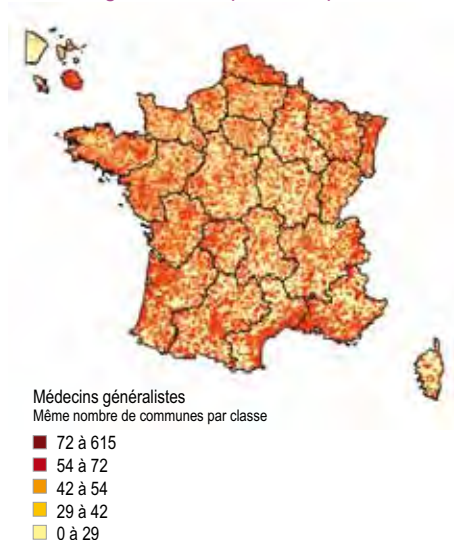 Médecins généralistes
Même nombre de communes par classe
72 à 615
54 à 72
42 à 54
29 à 42
0 à 29